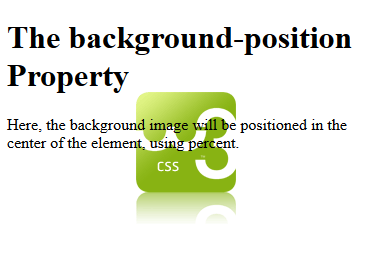 The background-position
Property
Here, the background image will be positioned in the
center of the element, using percent.
W3
CSS